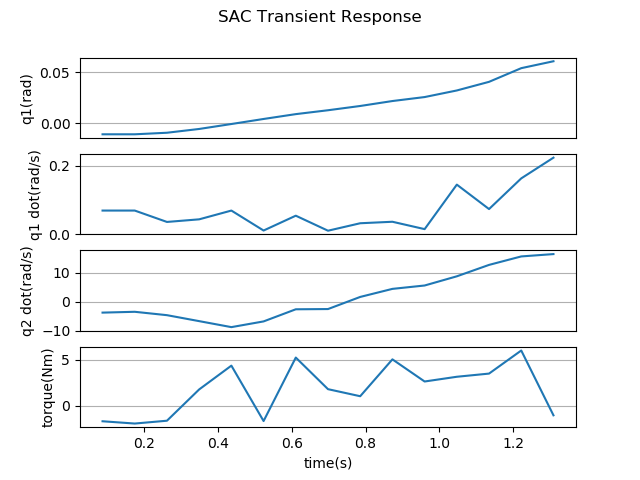 SAC Transient Response
q1(rad)
0.05
0.00
q1 dot(rad/s)
0.2
0.0
q2 dot(rad/s)
10
0
−10
torque(Nm)
5
0
0.2 0.4 0.6 0.8 1.0 1.2
time(s)